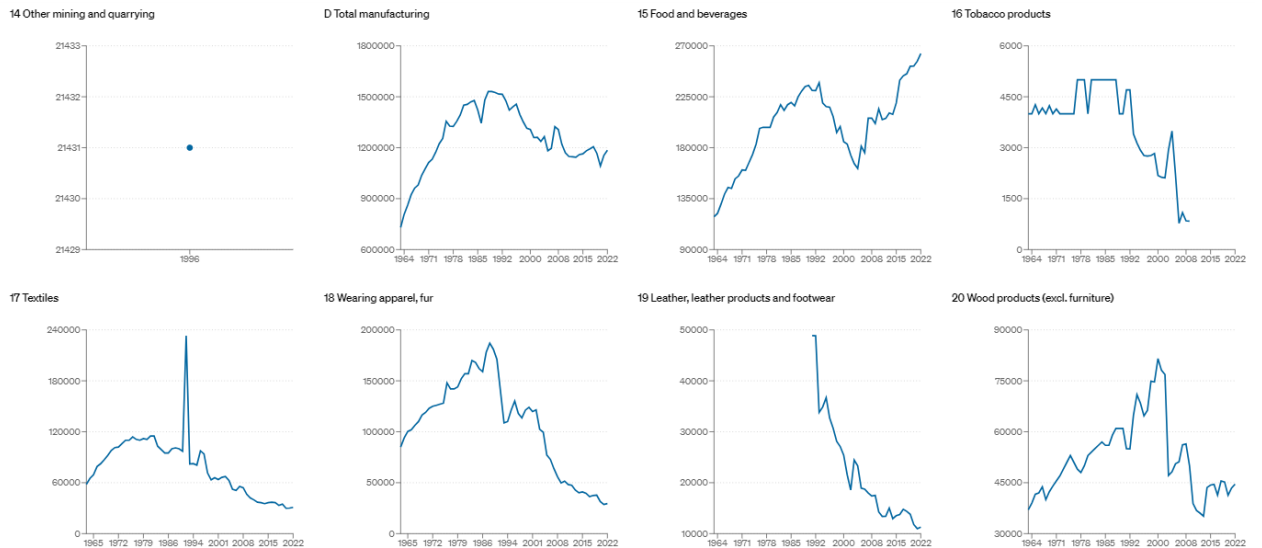 14 Other mining and quarrying
21433
21432
21431
21430
21429
1996
D Total manufacturing
1800000
1500000
1200000
900000
600000
1964 1971 1978 1985 1992 2000 2008 2015 2022
15 Food and beverages
270000
225000
180000
135000
90000
1964 1971 1978 1985 1992 2000 2008 2015 2022
16 Tobacco products
6000
4500
3000
1500
0
1964 1971 1978 1985 1992 2000 2008 2015 2022
17 Textiles
240000
180000
120000
60000
0
1965 1972 1979 1986 1994 2001 2008 2015 2022
18 Wearing apparel, fur
200000
150000
100000
50000
0
1965 1972 1979 1986 1994 2001 2008 2015 2022
19 Leather, leather products and footwear
50000
40000
30000
20000
10000
1964 1971 1978 1985 1992 2000 2008 2015 2022
20 Wood products (excl. furniture)
90000
75000
60000
45000
30000
1964 1971 1978 1985 1992 2000 2008 2015 2022